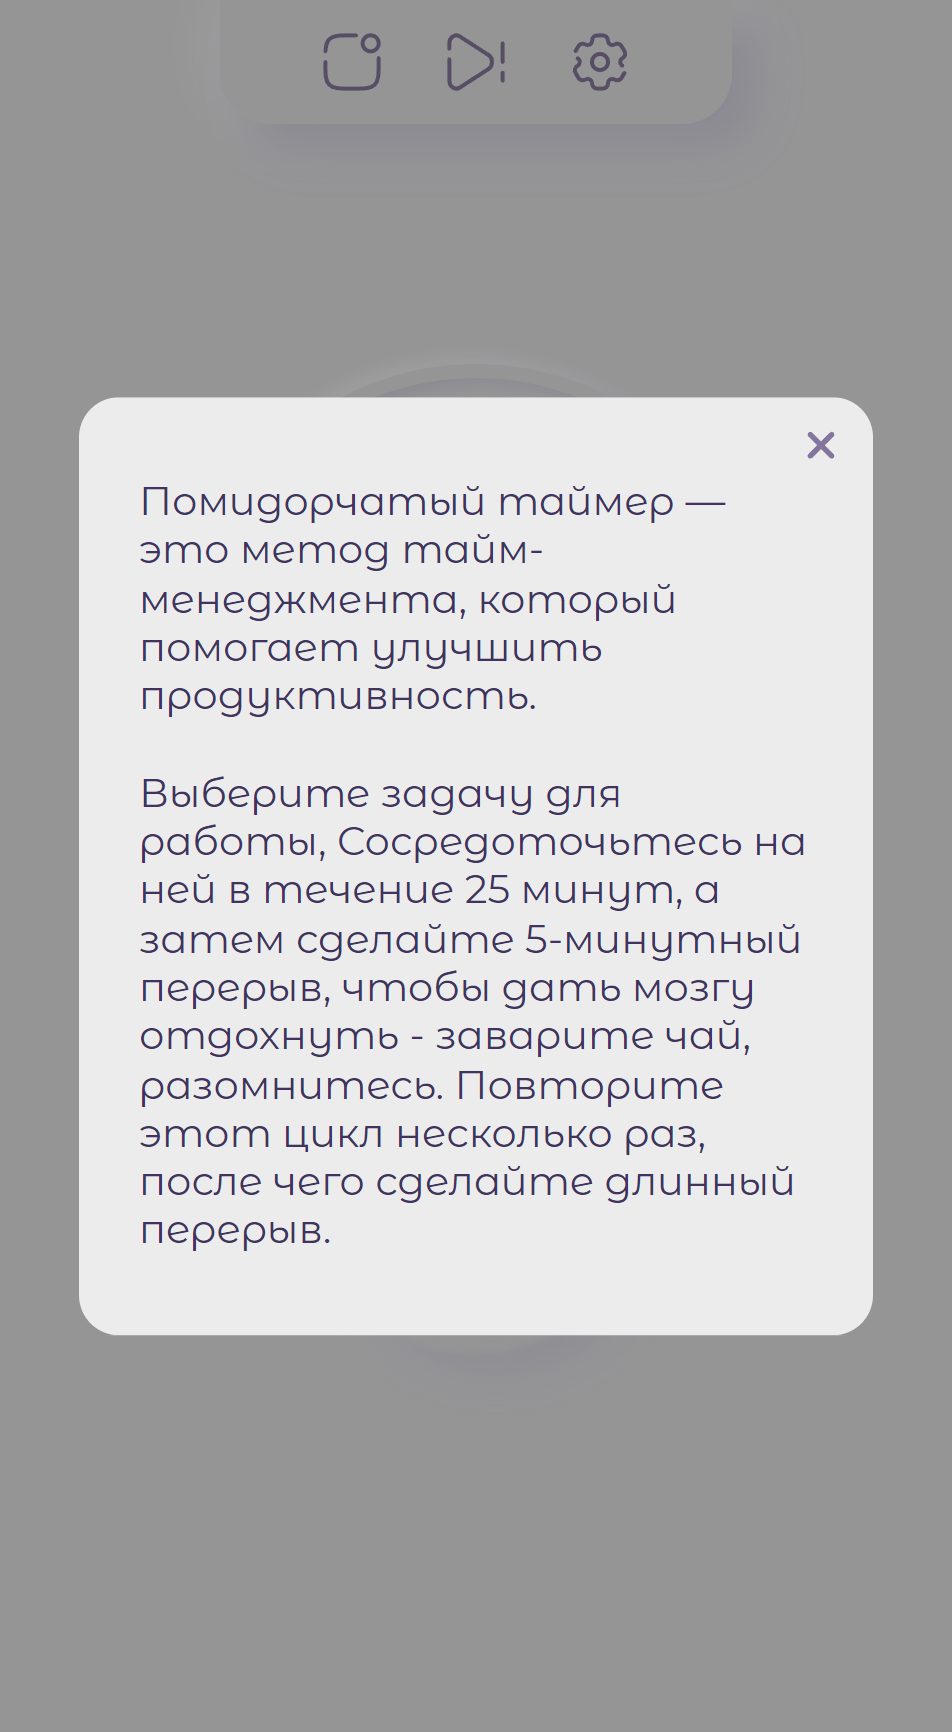 Помидорчатый таймер —
это метод тайм-
менеджмента, который
помогает улучшить
продуктивность.
Выберите задачу для
работы, Сосредоточьтесь на
ней в течение 25 минут, а
затем сделайте 5-минутный
перерыв, чтобы дать мозгу
отдохнуть - заварите чай,
разомнитесь. Повторите
этот цикл несколько раз,
после чего сделайте длинный
перерыв.